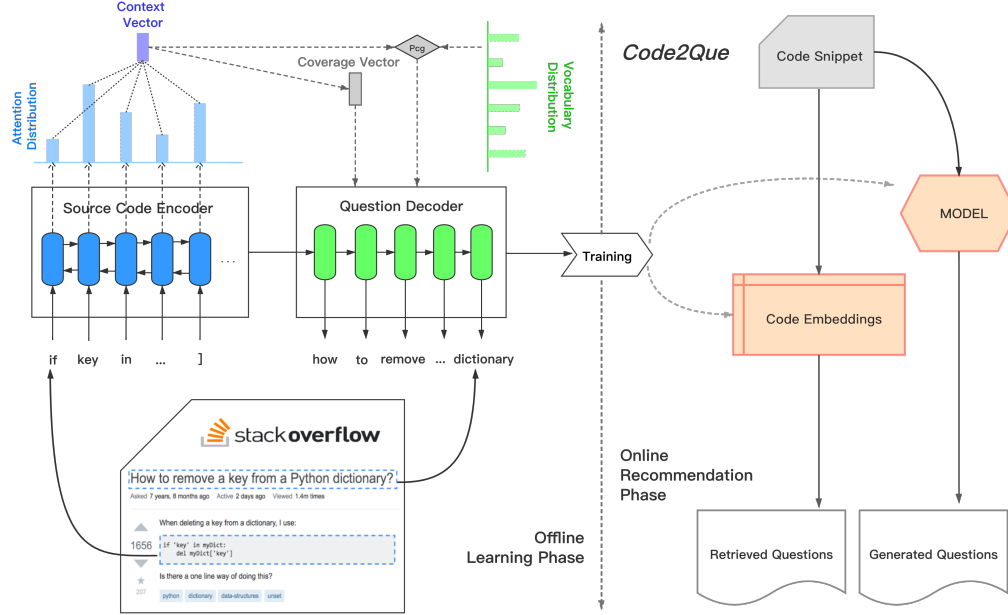 Context
Vector
Attention
Distribution
Coverage Vector
Pcg
Vocabulary
Distribution
Source Code Encoder
...
Question Decoder
if
key
in
...
]
how
to
remove
...
dictionary
stackoverflow
How to remove a key from a Python dictionary?
Asked 7 years, 8 months ago Active 2 days ago Viewed 1.4m times
When deleting a key from a dictionary, I use:
1656
if 'key' in myDict:
del myDict['key']
Is there a one line way of doing this?
207
python dictionary data-structures unset
Training
Code2Que
Code Snippet
MODEL
Code Embeddings
Online
Recommendation
Phase
Offline
Learning Phase
Retrieved Questions
Generated Questions